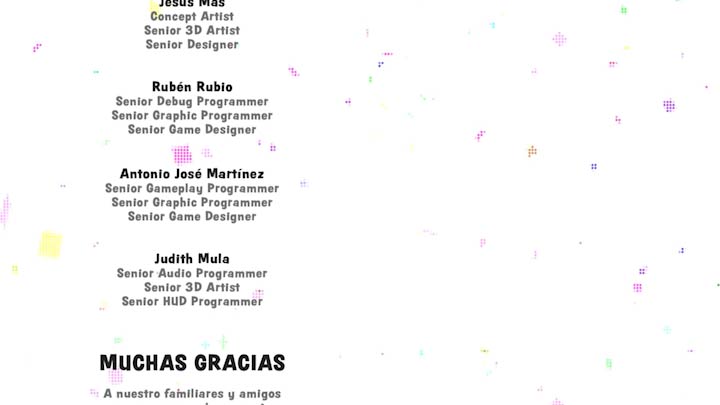 Jesús Mas
Concept Artist
Senior 3D Artist
Senior Designer
Rubén Rubio
Senior Debug Programmer
Senior Graphic Programmer
Senior Game Designer
Antonio José Martínez
Senior Gameplay Programmer
Senior Graphic Programmer
Senior Game Designer
Judith Mula
Senior Audio Programmer
Senior 3D Artist
Senior HUD Programmer
MUCHAS GRACIAS
A nuestro familiares y amigos